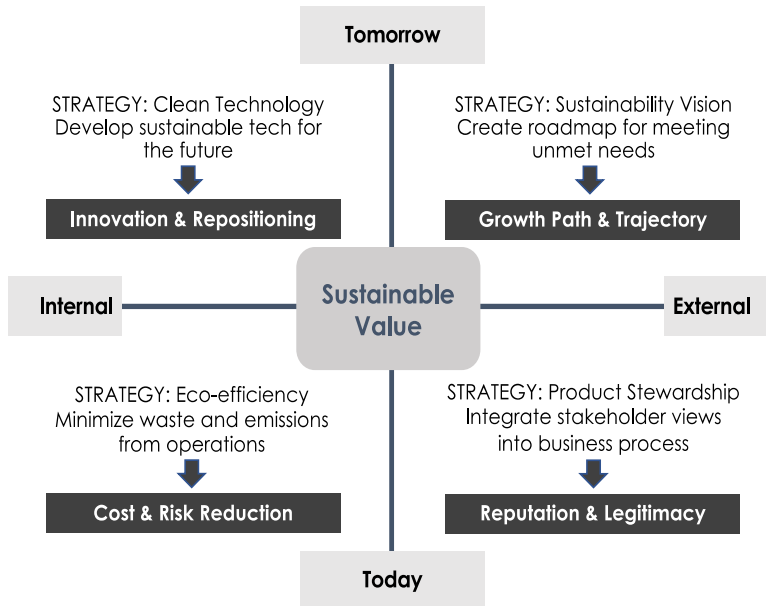 Tomorrow
STRATEGY: Clean Technology
Develop sustainable tech for
the future
Innovation & Repositioning
STRATEGY: Sustainability Vision
Create roadmap for meeting
unmet needs
Growth Path & Trajectory
Internal
Sustainable
Value
External
STRATEGY: Eco-efficiency
Minimize waste and emissions
from operations
Cost & Risk Reduction
STRATEGY: Product Stewardship
Integrate stakeholder views
into business process
Reputation & Legitimacy
Today